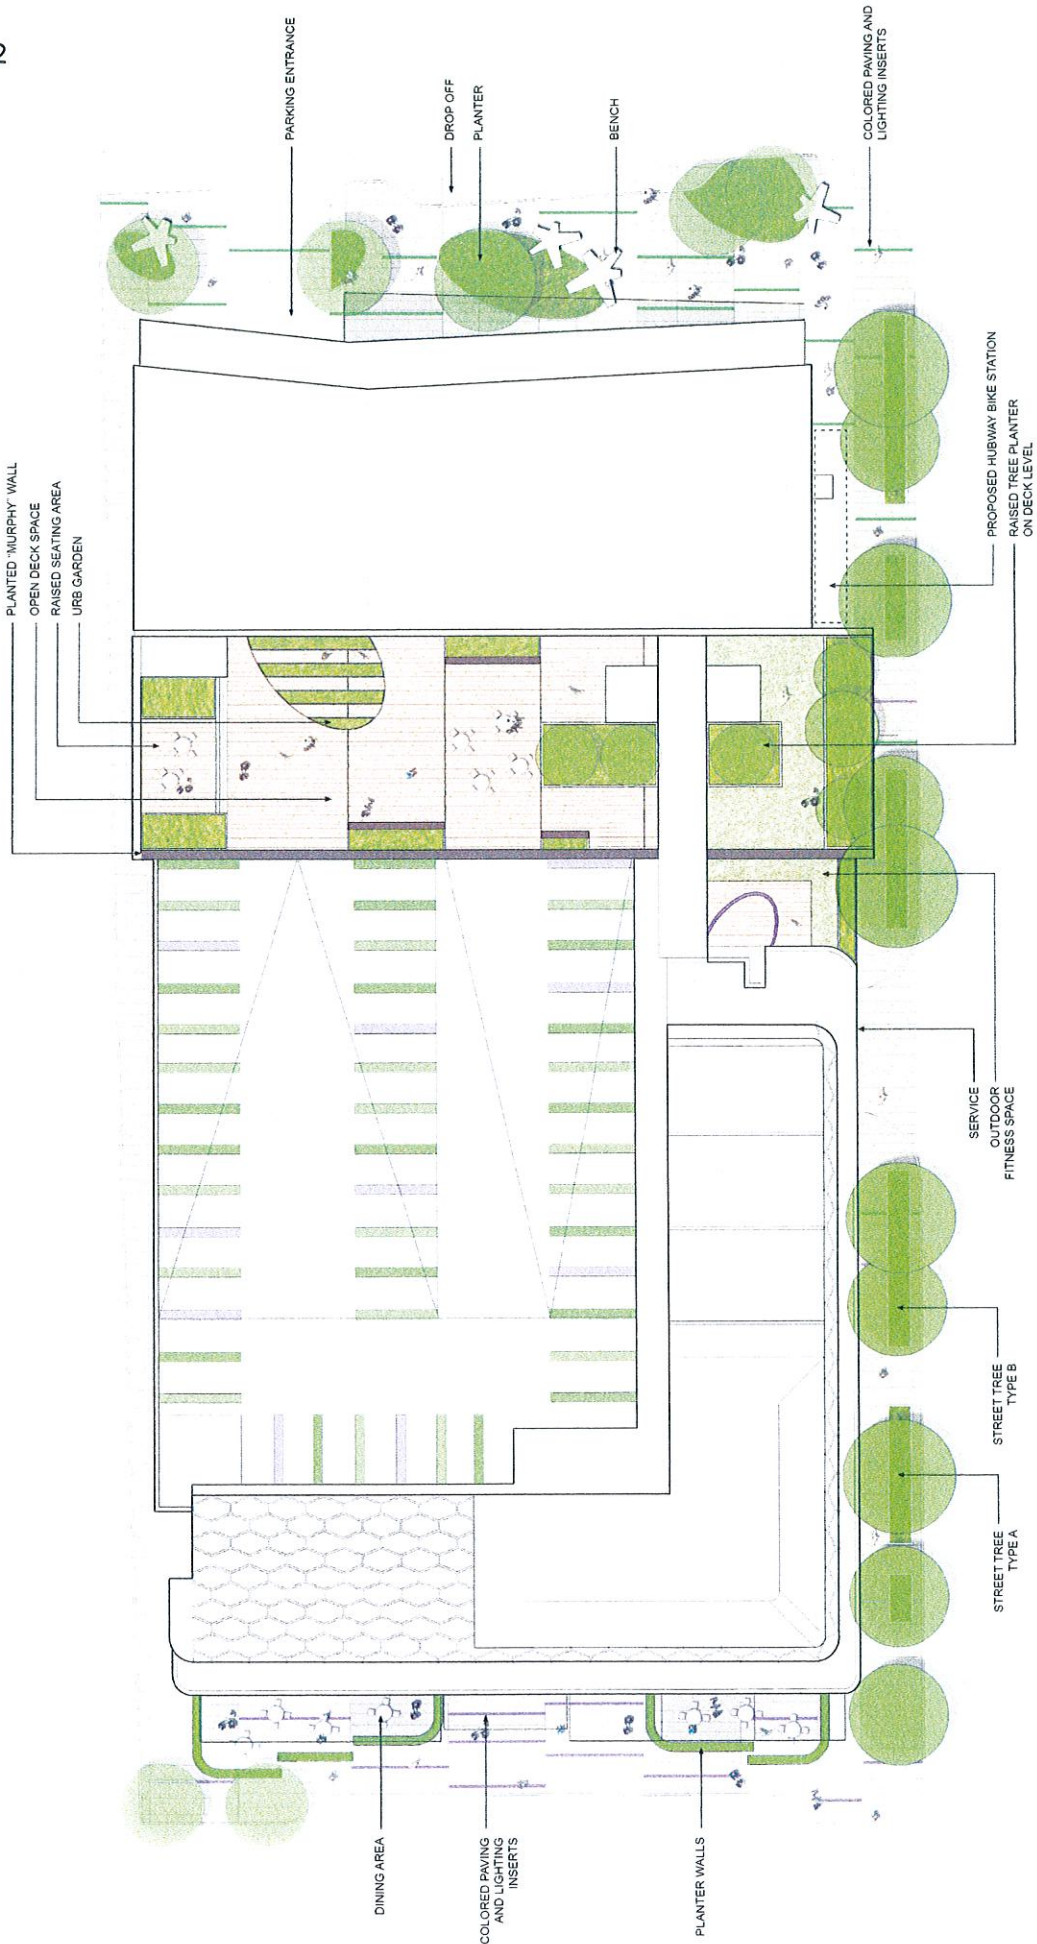 PLANTED "MURPHY" WALL
OPEN DECK SPACE
RAISED SEATING AREA
URB GARDEN
PARKING ENTRANCE
DROP OFF
PLANTER
BENCH
COLORED PAVING AND
LIGHTING INSERTS
PROPOSED HUBWAY BIKE STATION
RAISED TREE PLANTER
ON DECK LEVEL
SERVICE
OUTDOOR
FITNESS SPACE
STREET TREE
TYPE B
STREET TREE
TYPE A
DINING AREA
COLORED PAVING
AND LIGHTING
INSERTS
PLANTER WALLS